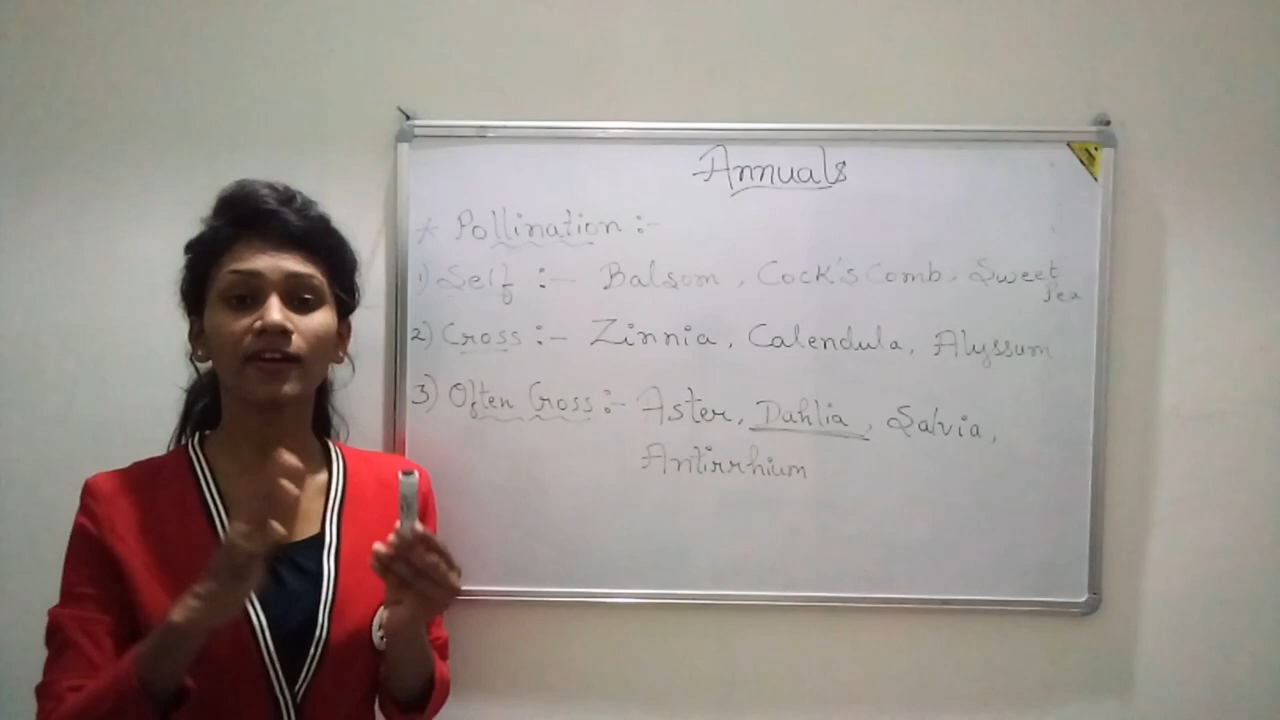 Annuals
* Pollination :-
1) Self :- Balsom, Cock's Comb, Sweet Pea
2) Cross :- Zinnia, Calendula, Alyssum
3) Often Cross :- Aster, Dahlia, Salvia,
Antirrhium